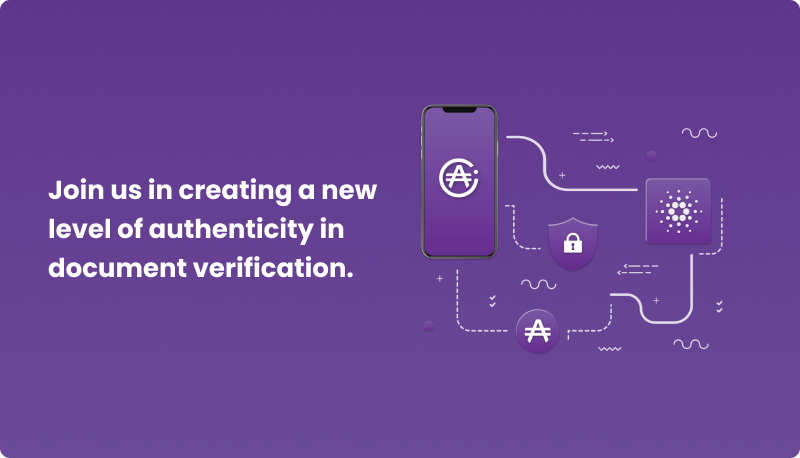 Join us in creating a new
level of authenticity in
document verification.